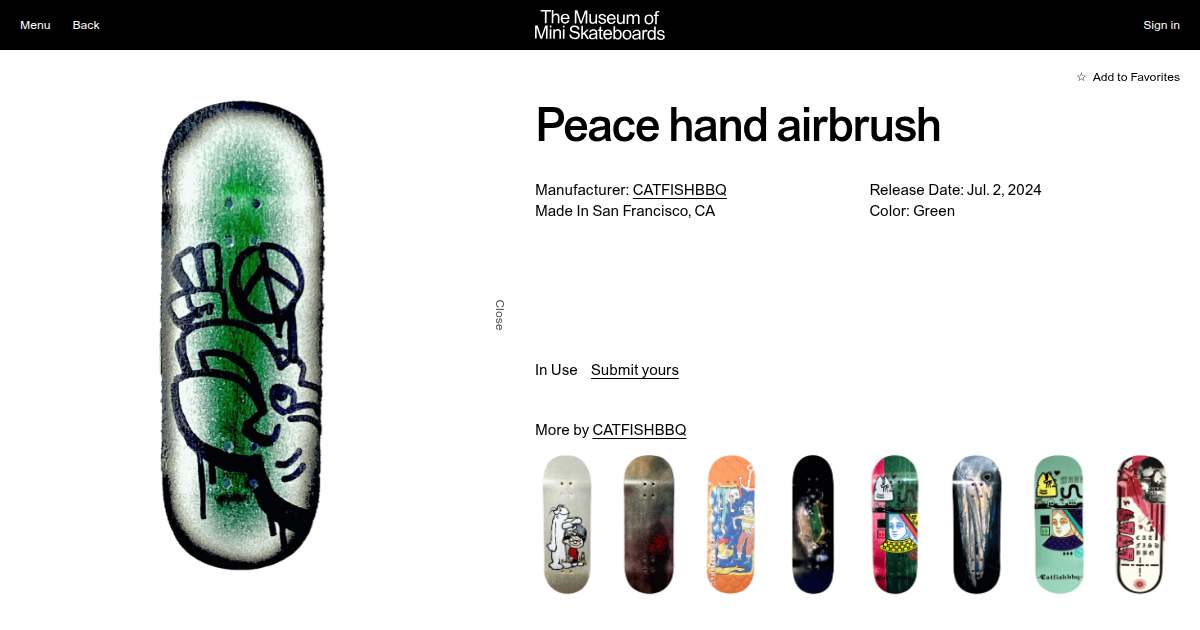 Menu
Back
The Museum of
Mini Skateboards
Sign in
☆ Add to Favorites
Peace hand airbrush
Manufacturer: CATFISHBBQ
Made In San Francisco, CA
Release Date: Jul. 2, 2024
Color: Green
Close
In Use Submit yours
More by CATFISHBBQ
Catfishbbq